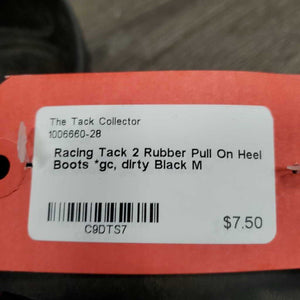 The Tack Collector
1006660-28
Racing Tack 2 Rubber Pull On Heel
Boots *gc, dirty Black M
C9DTS7
$7.50